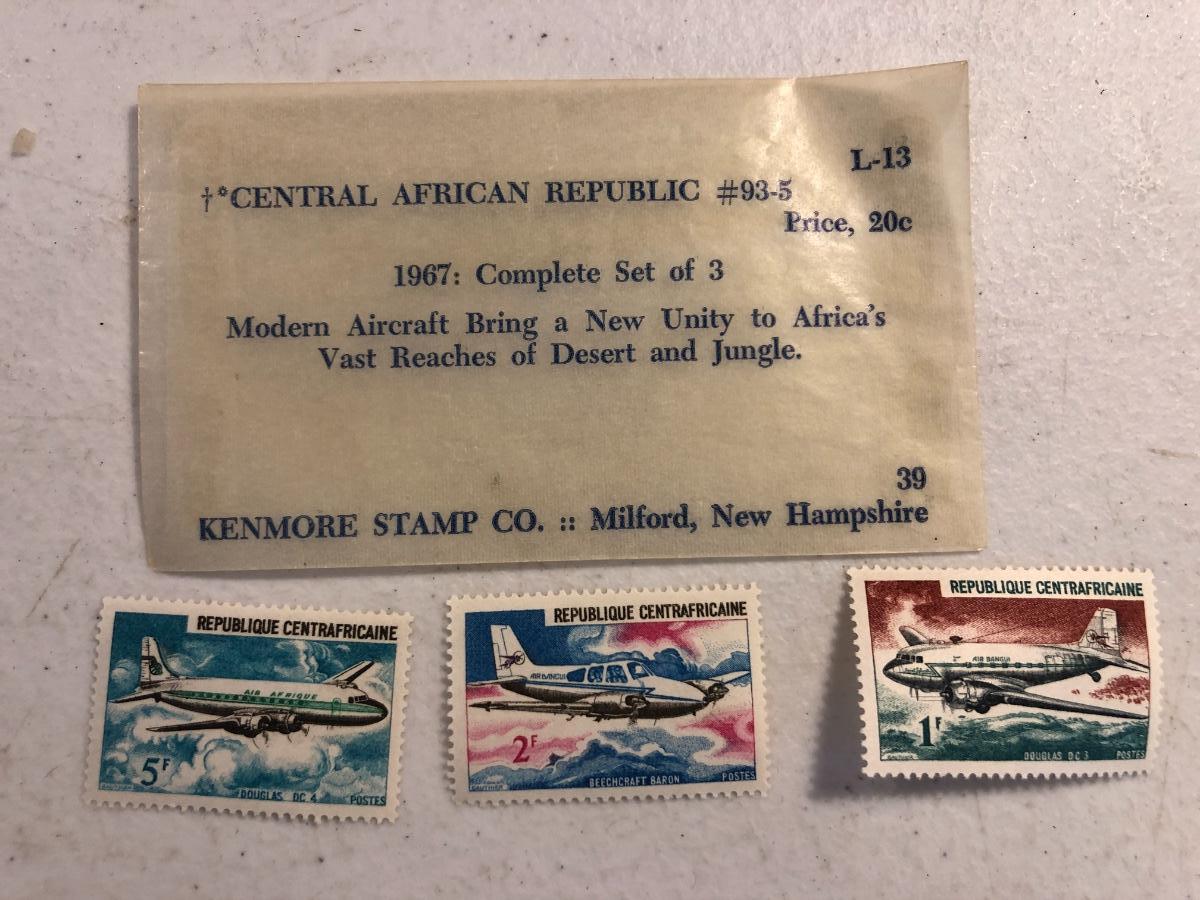 L-13
†*CENTRAL AFRICAN REPUBLIC #93-5
Price, 20c
1967: Complete Set of 3
Modern Aircraft Bring a New Unity to Africa's
Vast Reaches of Desert and Jungle.
39
KENMORE STAMP CO. :: Milford, New Hampshire
REPUBLIQUE CENTRAFRICAINE
AIR AFRIQUE
5F
DOUGLAS DC 4
POSTES
REPUBLIQUE CENTRAFRICAINE
AIR BANGUI
2F
BEECHCRAFT BARON
POSTES
GAUTHIER
REPUBLIQUE CENTRAFRICAINE
AIR BANGUI
1F
DOUGLAS DC 3
POSTES